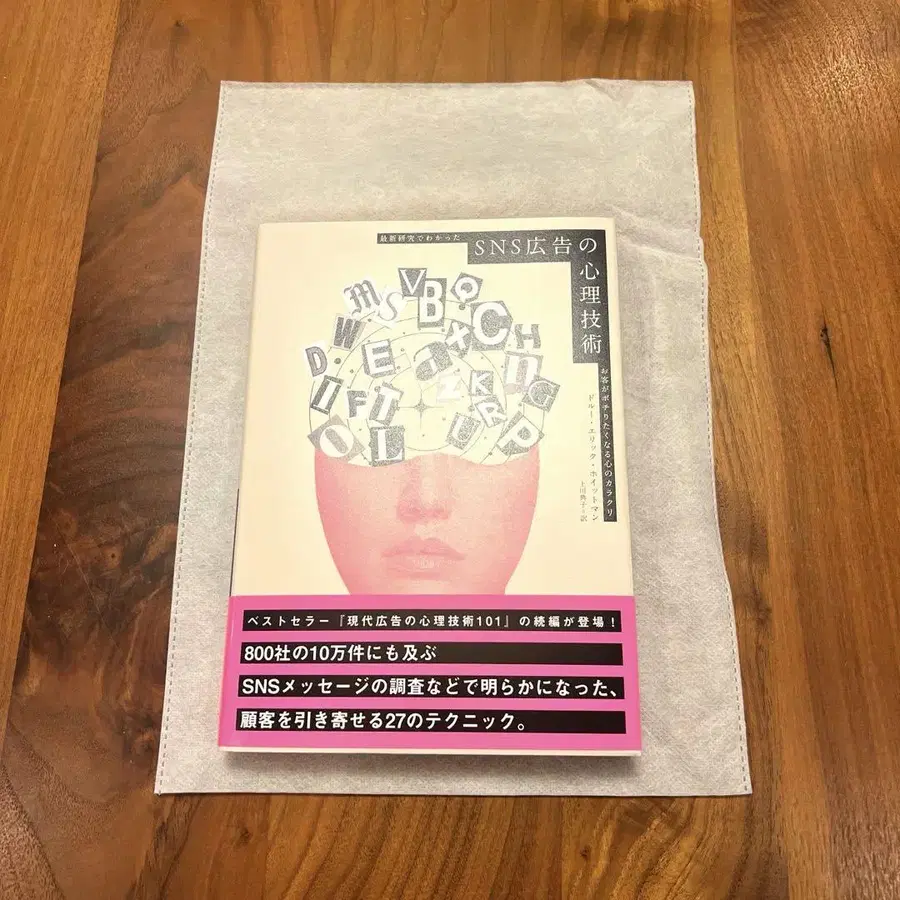 最新研究でわかった
SNS広告の心理技術
お客がポチりたくなる心のカラクリ
ドルー・エリック・ホイットマン
上川典子=訳
M S V B O
W E a X C H
D I F T Z K n G
O L U R P
ベストセラー『現代広告の心理技術101』の続編が登場!
800社の10万件にも及ぶ
SNSメッセージの調査などで明らかになった、
顧客を引き寄せる27のテクニック。